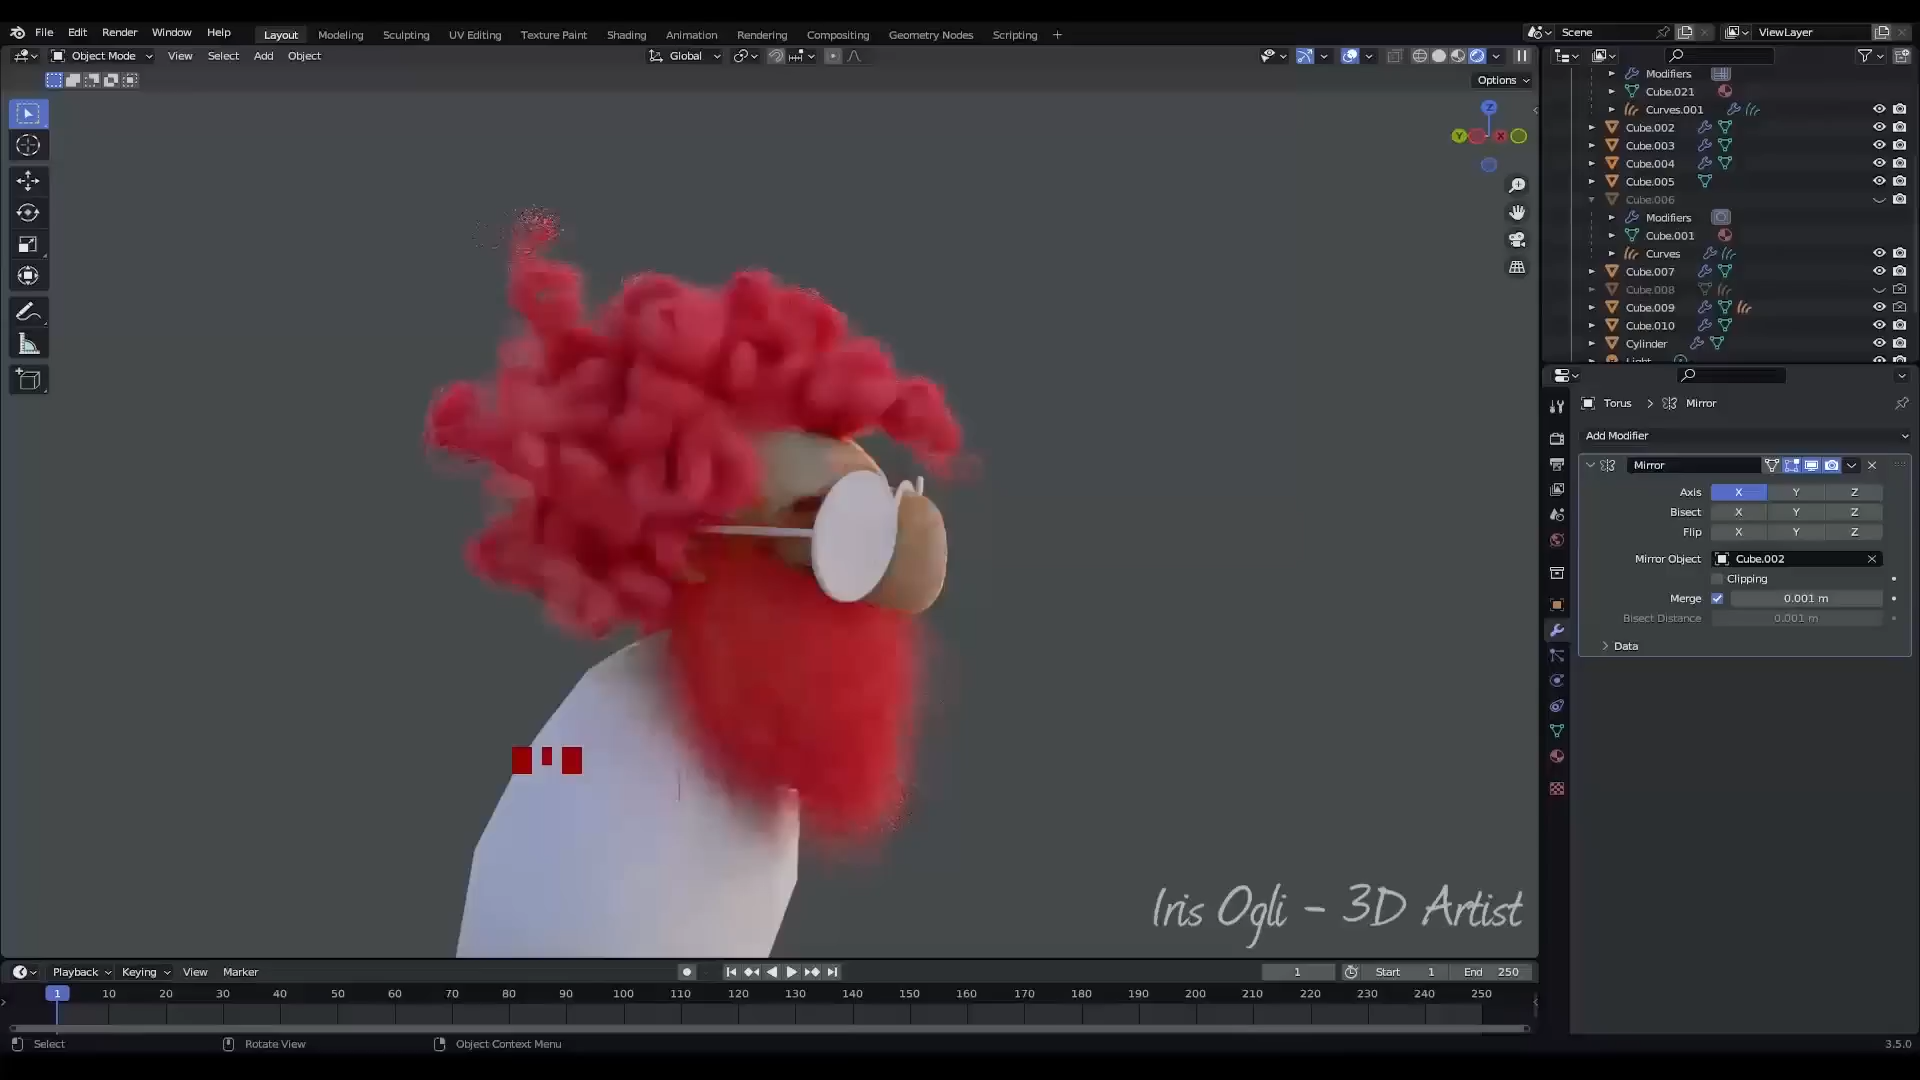 File Edit Render Window Help Layout Modeling Sculpting UV Editing Texture Paint Shading Animation Rendering Compositing Geometry Nodes Scripting + Scene ViewLayer
Object Mode View Select Add Object Global
Options
Modifiers
Cube.021
Curves.001
Cube.002
Cube.003
Cube.004
Cube.005
Cube.006
Modifiers
Cube.001
Curves
Cube.007
Cube.008
Cube.009
Cube.010
Cylinder
Light
Z
Y X
Torus > Mirror
Add Modifier
Mirror
Axis X Y Z
Bisect X Y Z
Flip X Y Z
Mirror Object Cube.002
Clipping
Merge 0.001 m
Bisect Distance 0.001 m
Data
Iris Ogli - 3D Artist
Playback Keying View Marker 1 Start 1 End 250
1 10 20 30 40 50 60 70 80 90 100 110 120 130 140 150 160 170 180 190 200 210 220 230 240 250
Select Rotate View Object Context Menu 3.5.0